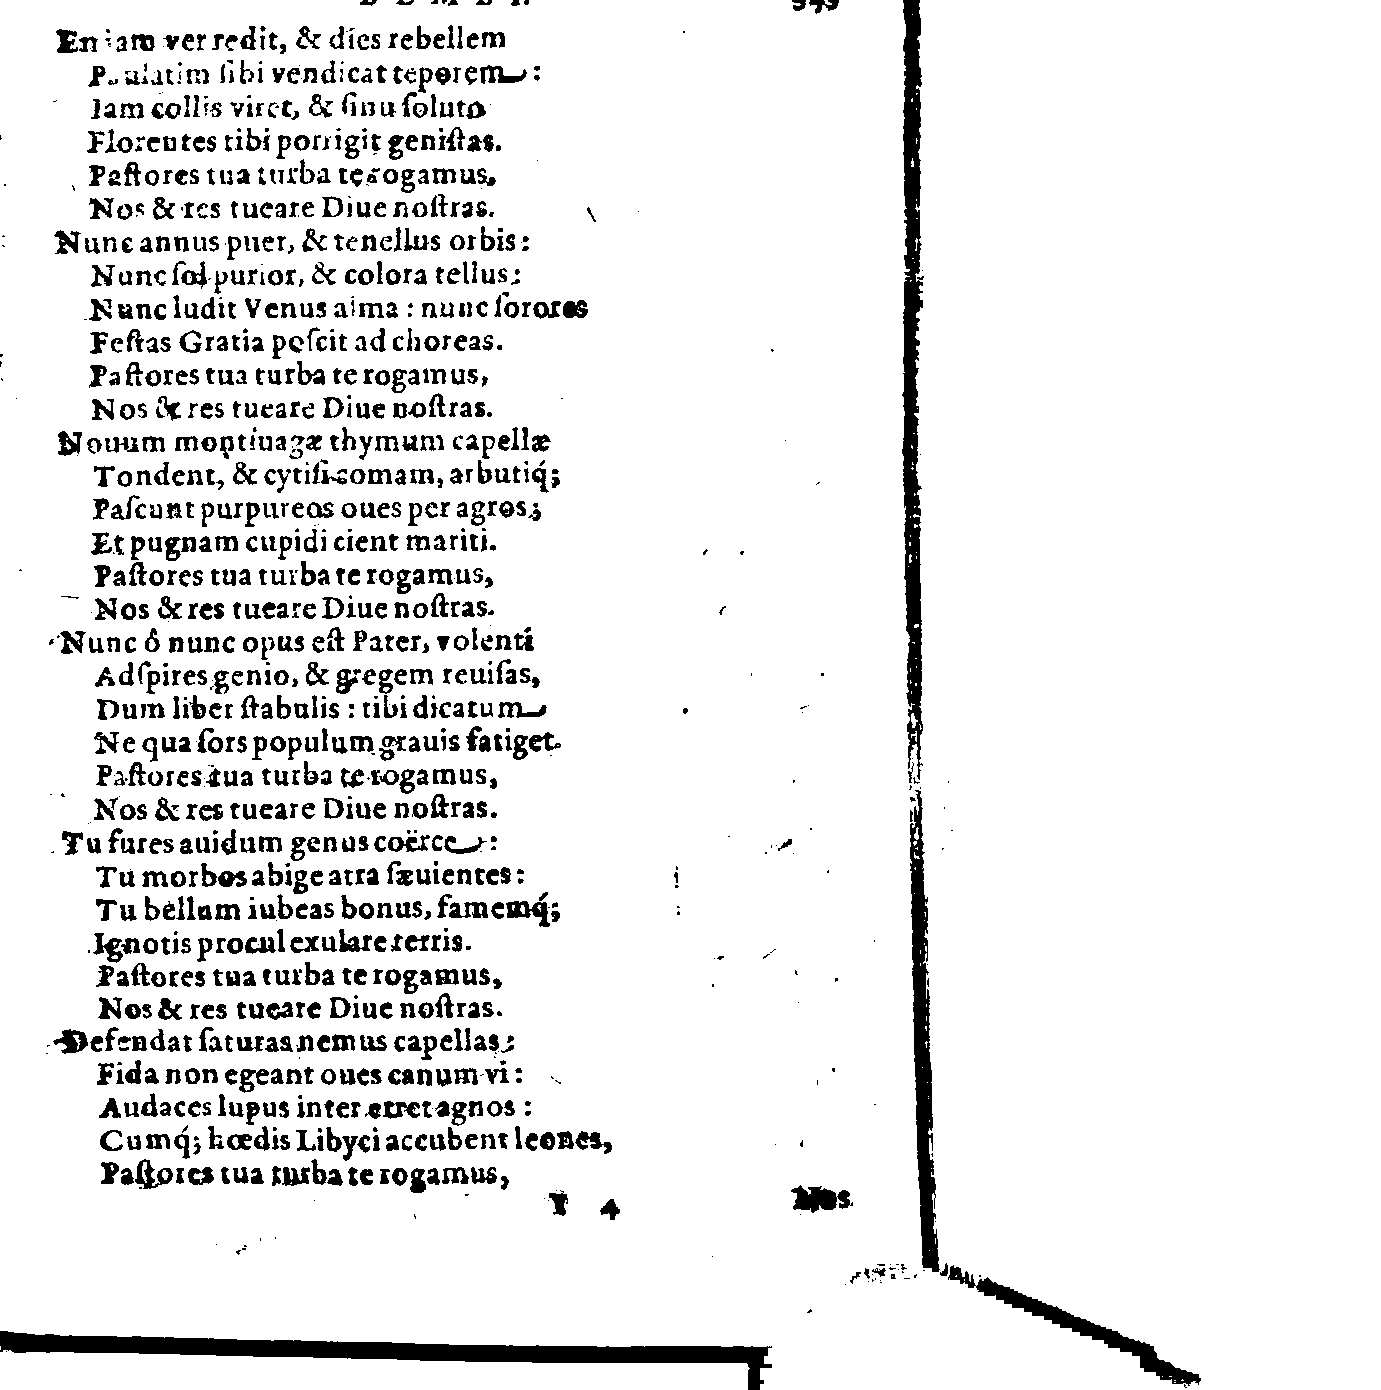 En iam ver redit, & dies rebellem
Paulatim ſibi vendicat teporem:
Iam collis viret, & ſinu ſoluto
Florentes tibi porrigit geniſtas.
Paſtores tua turba te rogamus,
Nos & res tueare Diue noſtras.
Nunc annus puer, & tenellus orbis:
Nunc ſol purior, & colora tellus:
Nunc ludit Venus alma: nunc ſorores
Feſtas Gratia poſcit ad choreas.
Paſtores tua turba te rogamus,
Nos & res tueare Diue noſtras.
Nouum montiuagæ thymum capellæ
Tondent, & cytiſi comam, arbutiq́;
Paſcunt purpureos oues per agros;
Et pugnam cupidi cient mariti.
Paſtores tua turba te rogamus,
Nos & res tueare Diue noſtras.
Nunc ô nunc opus eſt Pater, volenti
Adſpires genio, & gregem reuiſas,
Dum liber ſtabulis: tibi dicatum
Ne qua ſors populum grauis fatiget.
Paſtores tua turba te rogamus,
Nos & res tueare Diue noſtras.
Tu fures auidum genus coërce:
Tu morbos abige atra ſæuientes:
Tu bellum iubeas bonus, famemq́;
Ignotis procul exulare terris.
Paſtores tua turba te rogamus,
Nos & res tueare Diue noſtras.
Defendat ſaturas nemus capellas:
Fida non egeant oues canum vi:
Audaces lupus inter erret agnos:
Cumq́; hœdis Libyci accubent leones,
Paſtores tua turba te rogamus,
Y 4 Nos